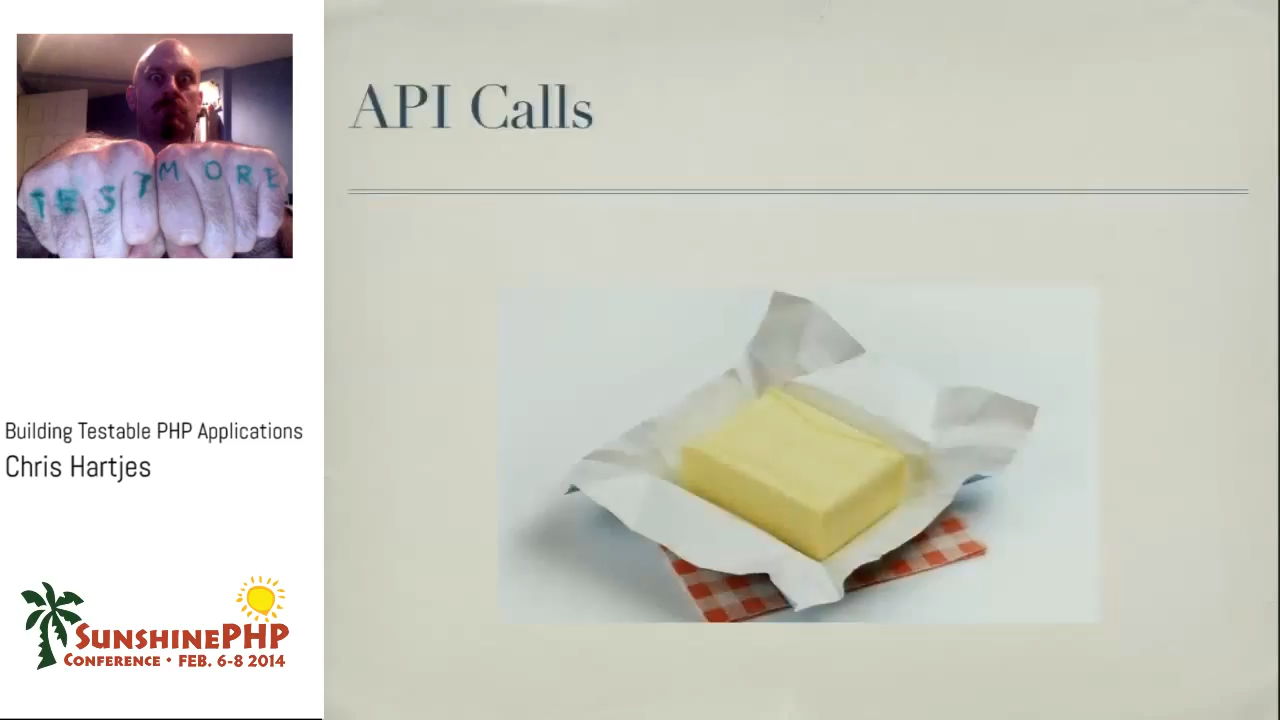 TEST MORE
API Calls
Building Testable PHP Applications
Chris Hartjes
SUNSHINEPHP
CONFERENCE • FEB. 6-8 2014